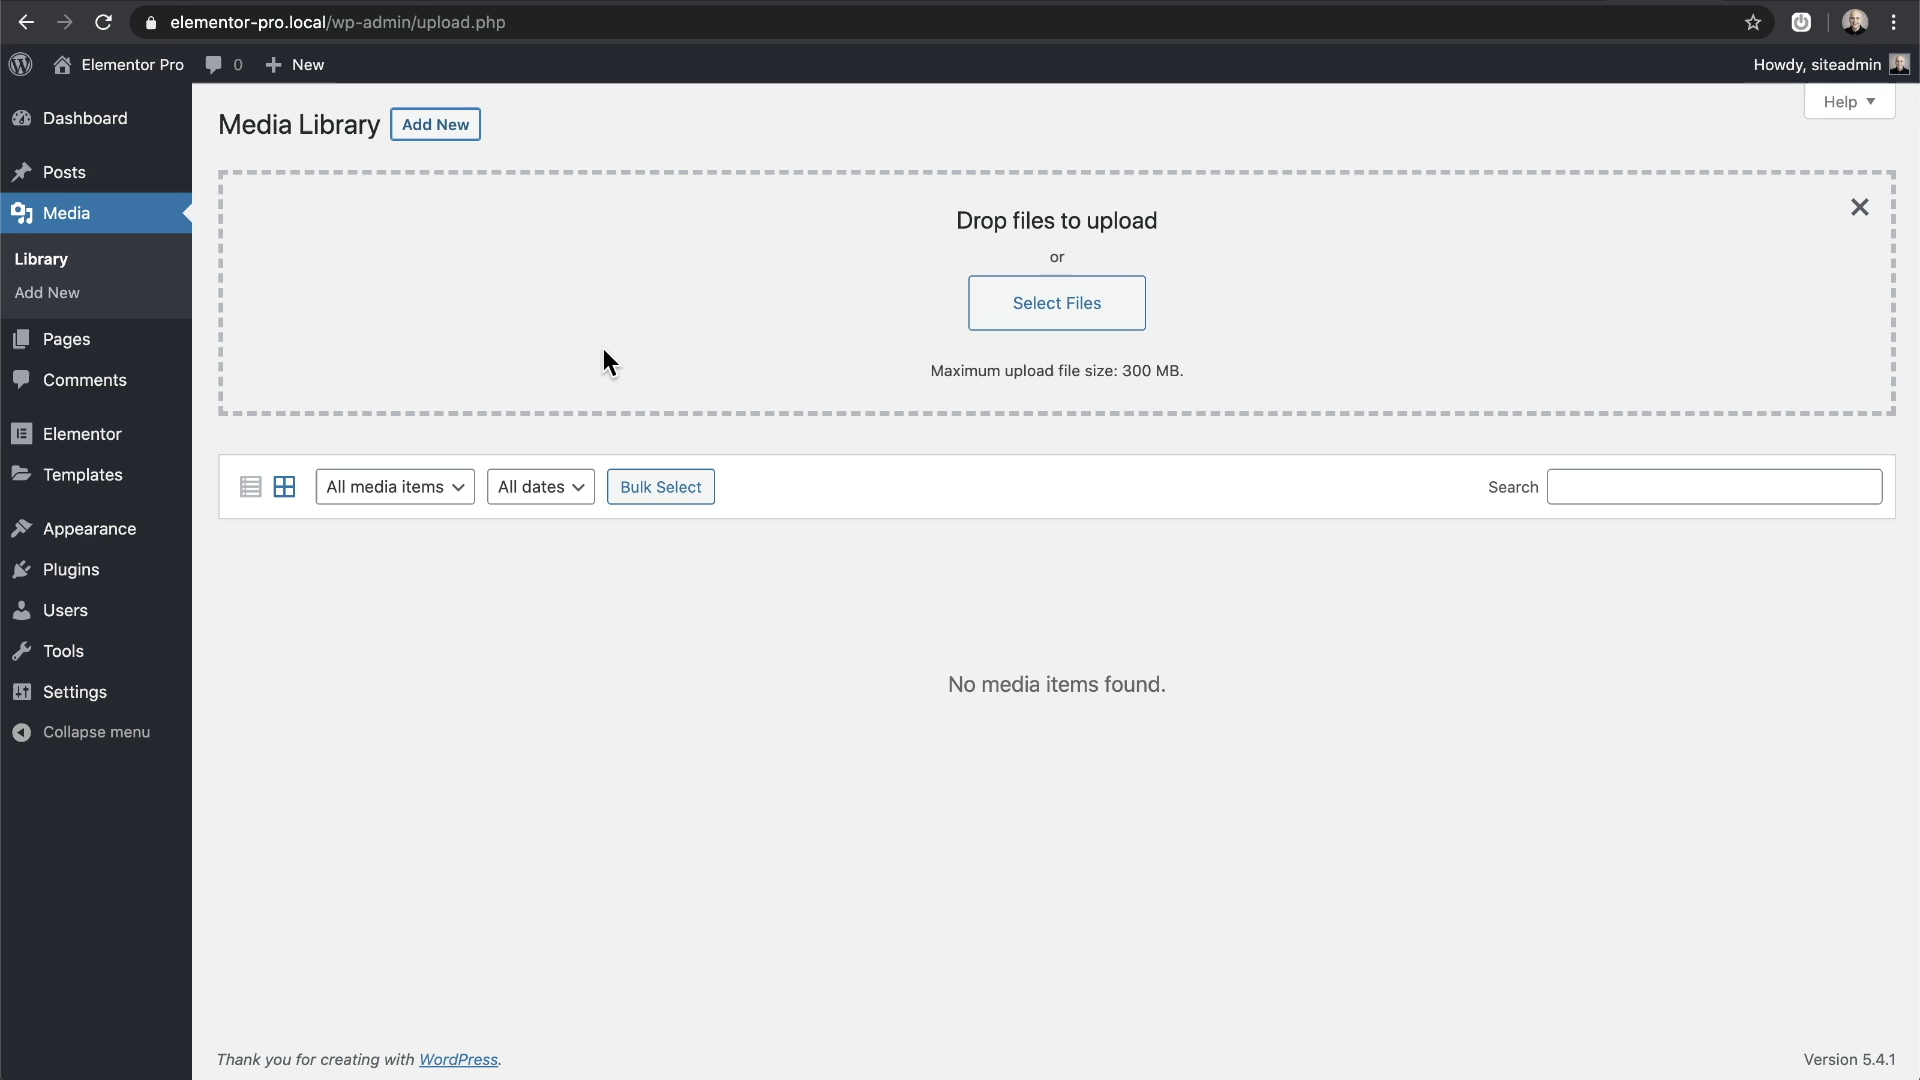 elementor-pro.local/wp-admin/upload.php
Elementor Pro 0 New
Howdy, siteadmin
Dashboard
Posts
Media
Library
Add New
Pages
Comments
Elementor
Templates
Appearance
Plugins
Users
Tools
Settings
Collapse menu
Help
Media Library Add New
Drop files to upload
or
Select Files
Maximum upload file size: 300 MB.
All media items All dates Bulk Select Search
No media items found.
Thank you for creating with WordPress.
Version 5.4.1